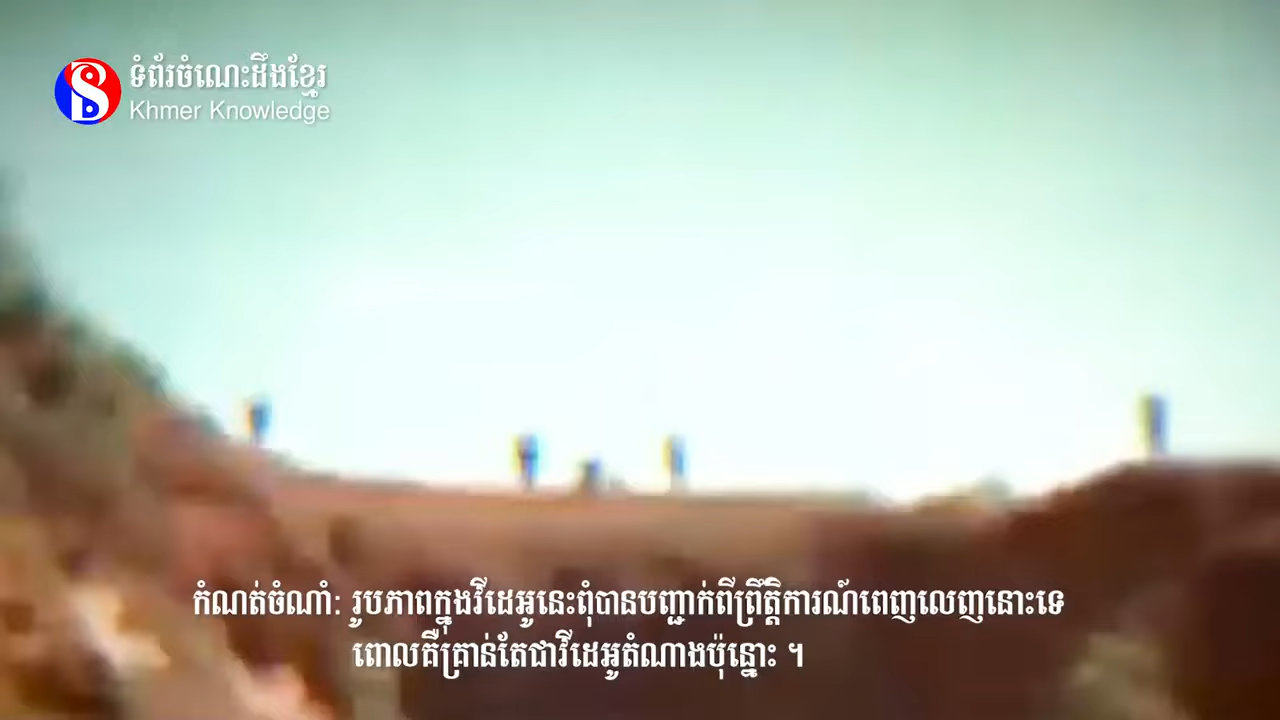 ទំព័រចំណេះដឹងខ្មែរ
Khmer Knowledge
កំណត់ចំណាំ: រូបភាពក្នុងវីដេអូនេះពុំបានបញ្ជាក់ពីព្រឹត្តិការណ៍ពេញលេញនោះទេ
ពោលគឺគ្រាន់តែជាវីដេអូតំណាងប៉ុន្នោះ ។